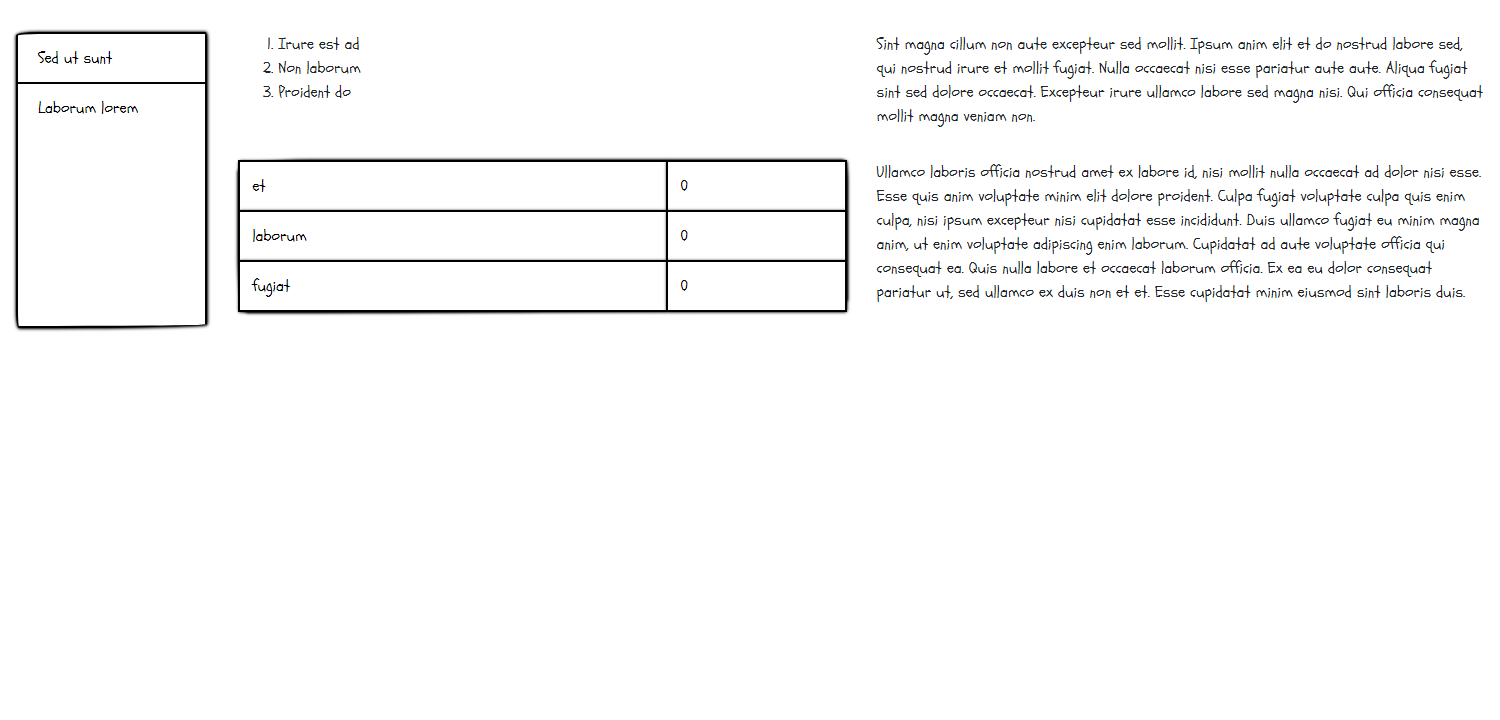 Sed ut sunt
Laborum lorem
1. Irure est ad
2. Non laborum
3. Proident do
et 0
laborum 0
fugiat 0
Sint magna cillum non aute excepteur sed mollit. Ipsum anim elit et do nostrud labore sed,
qui nostrud irure et mollit fugiat. Nulla occaecat nisi esse pariatur aute aute. Aliqua fugiat
sint sed dolore occaecat. Excepteur irure ullamco labore sed magna nisi. Qui officia consequat
mollit magna veniam non.
Ullamco laboris officia nostrud amet ex labore id, nisi mollit nulla occaecat ad dolor nisi esse.
Esse quis anim voluptate minim elit dolore proident. Culpa fugiat voluptate culpa quis enim
culpa, nisi ipsum excepteur nisi cupidatat esse incididunt. Duis ullamco fugiat eu minim magna
anim, ut enim voluptate adipiscing enim laborum. Cupidatat ad aute voluptate officia qui
consequat ea. Quis nulla labore et occaecat laborum officia. Ex ea eu dolor consequat
pariatur ut, sed ullamco ex duis non et et. Esse cupidatat minim eiusmod sint laboris duis.